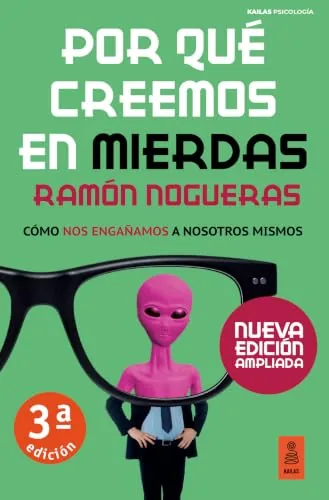 KAILAS PSICOLOGÍA
POR QUÉ
CREEMOS
EN MIERDAS
RAMÓN NOGUERAS
CÓMO NOS ENGAÑAMOS A NOSOTROS MISMOS
NUEVA
EDICIÓN
AMPLIADA
3ª
edición
KAILAS